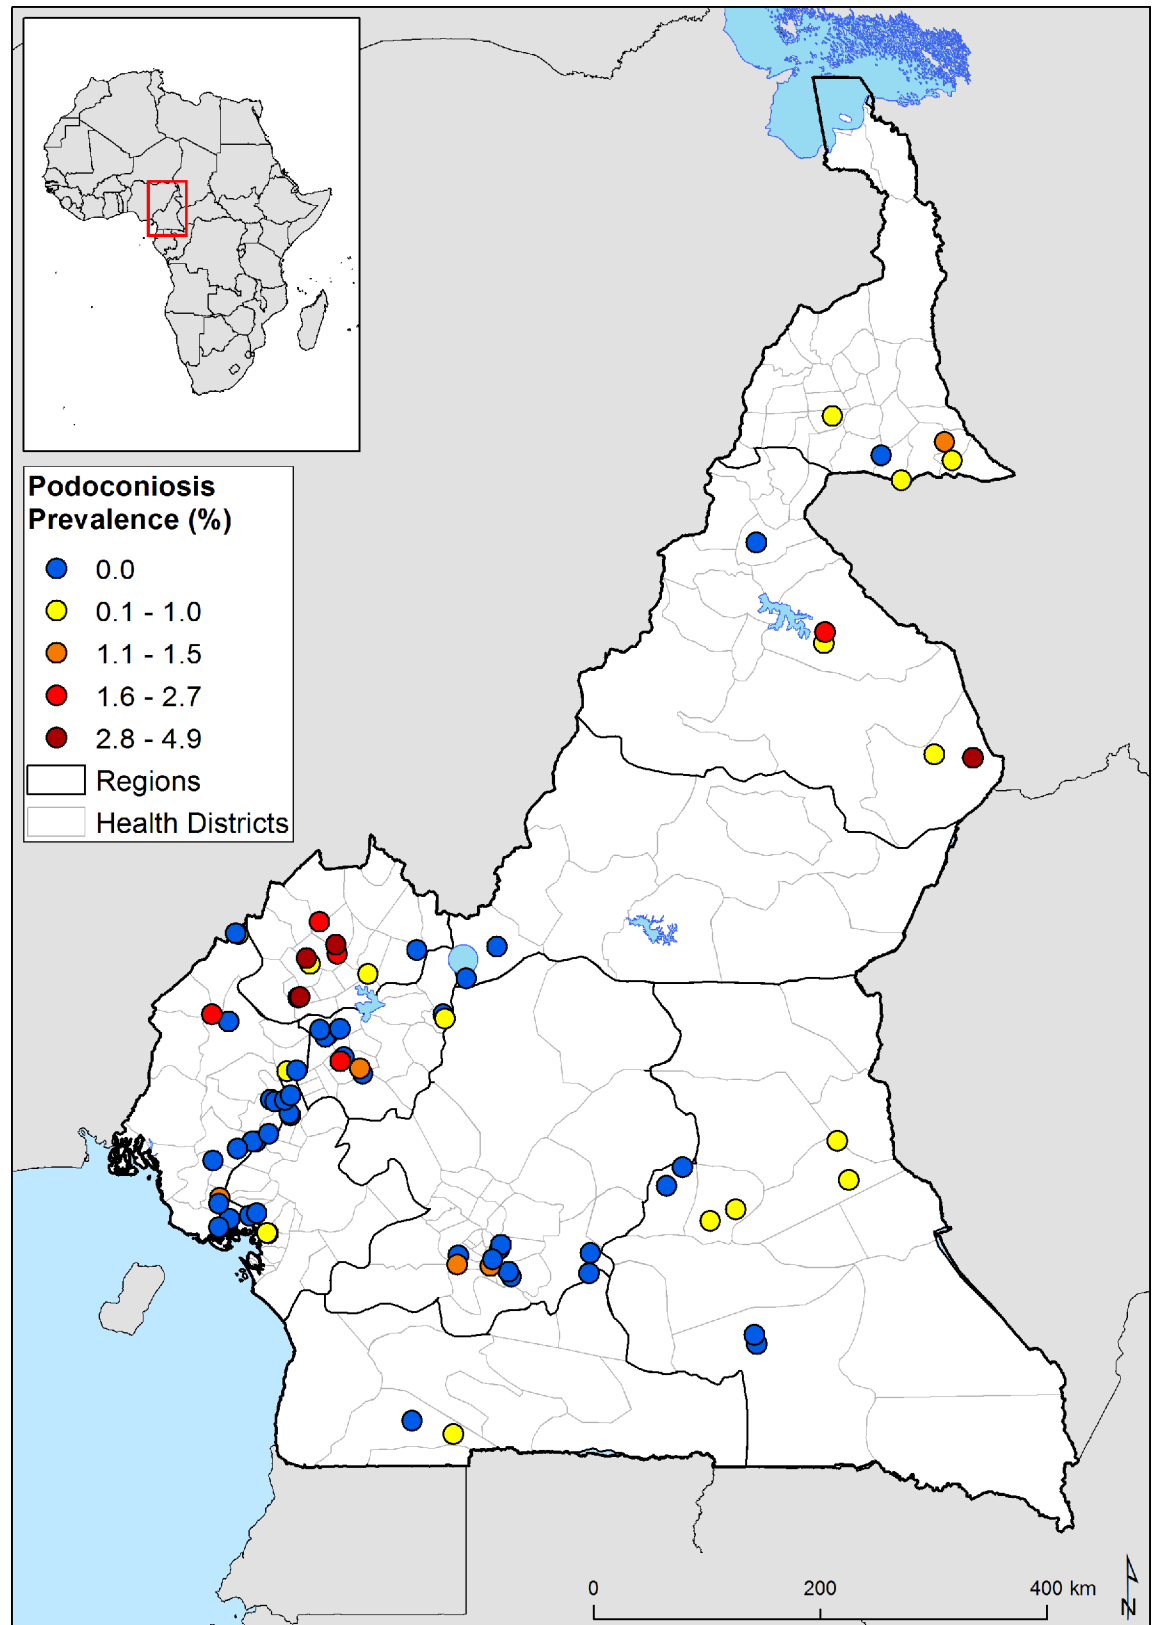 Podoconiosis
Prevalence (%)
0.0
0.1 - 1.0
1.1 - 1.5
1.6 - 2.7
2.8 - 4.9
Regions
Health Districts
0 200 400 km
N